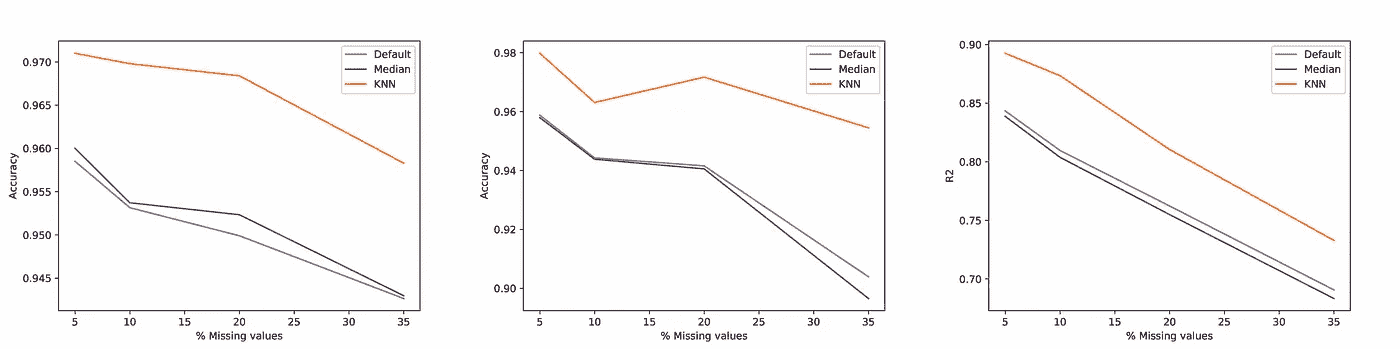 Default
Median
KNN
0.970
0.965
0.960
0.955
0.950
0.945
Accuracy
5 10 15 20 25 30 35
% Missing values
Default
Median
KNN
0.98
0.96
0.94
0.92
0.90
Accuracy
5 10 15 20 25 30 35
% Missing values
Default
Median
KNN
0.90
0.85
0.80
0.75
0.70
R2
5 10 15 20 25 30 35
% Missing values